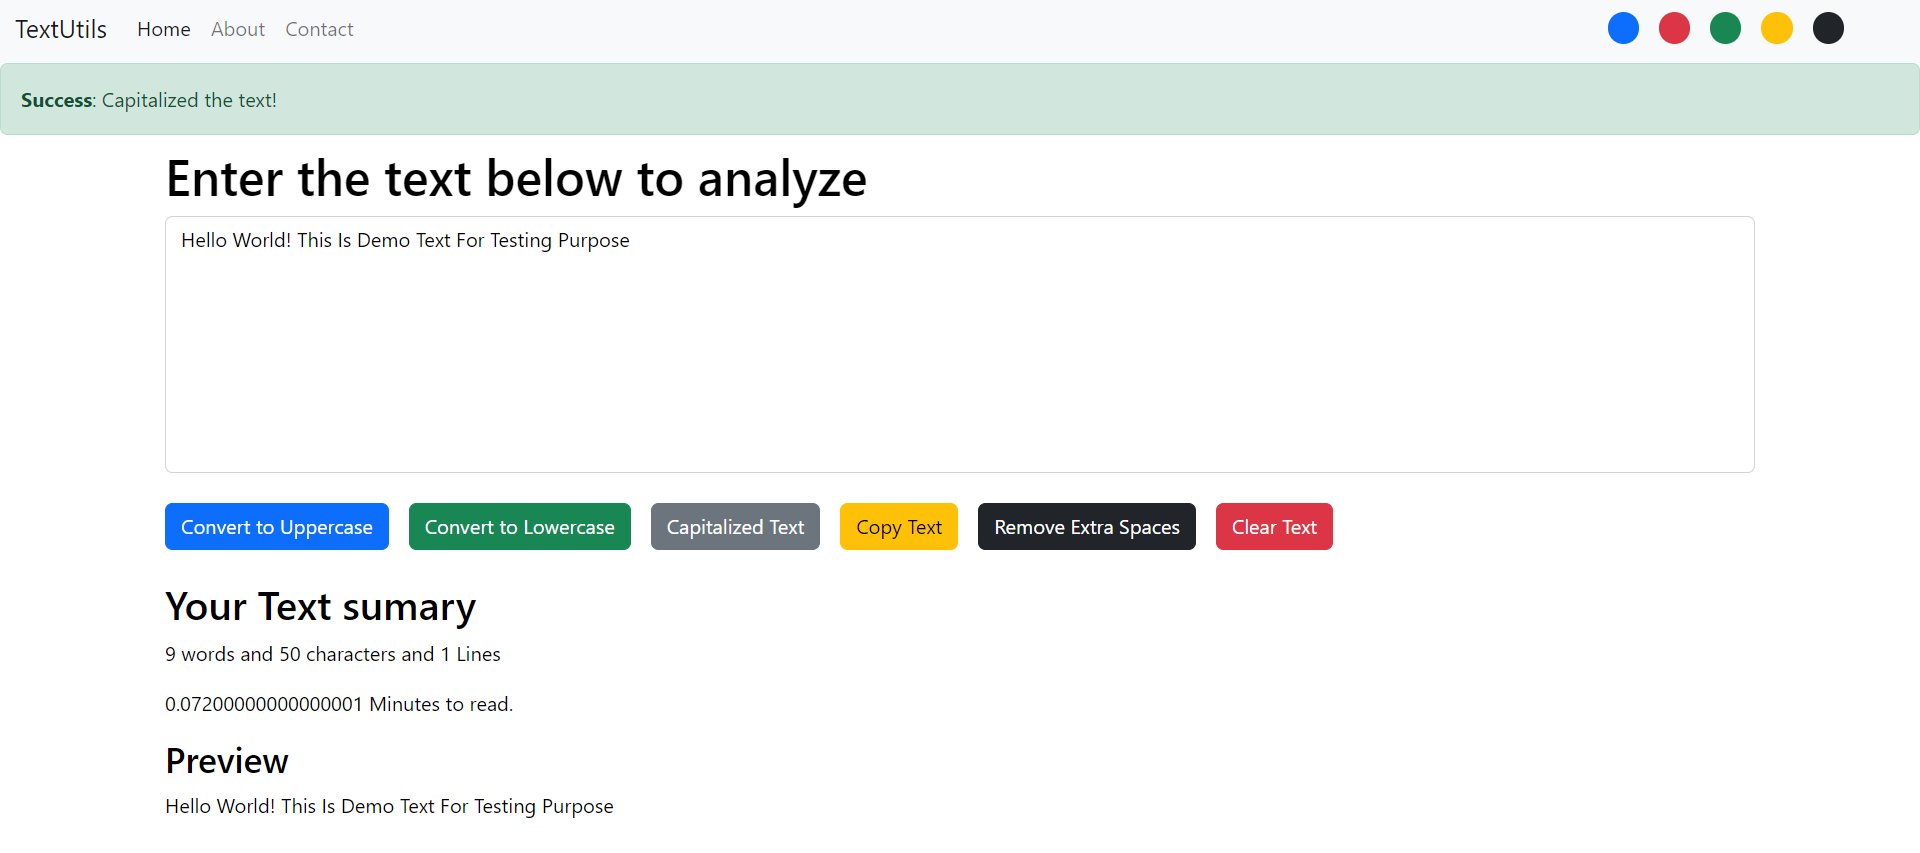 TextUtils Home About Contact
Success: Capitalized the text!
Enter the text below to analyze
Hello World! This Is Demo Text For Testing Purpose
Convert to Uppercase Convert to Lowercase Capitalized Text Copy Text Remove Extra Spaces Clear Text
Your Text sumary
9 words and 50 characters and 1 Lines
0.07200000000000001 Minutes to read.
Preview
Hello World! This Is Demo Text For Testing Purpose